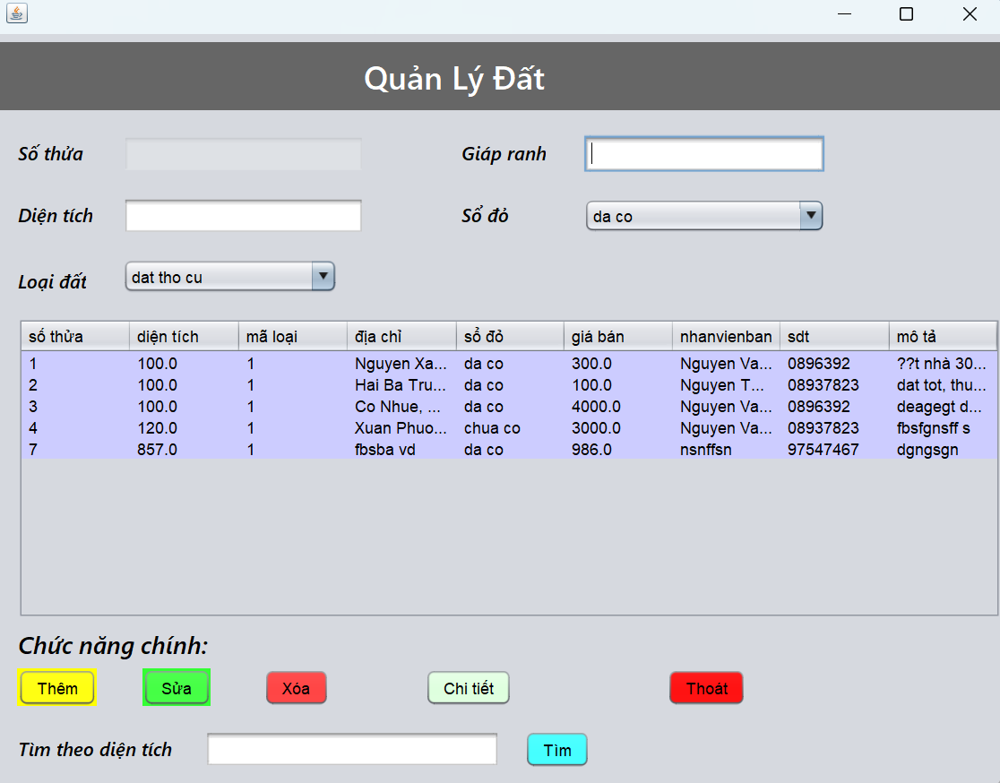 Quản Lý Đất
Số thửa Giáp ranh
Diện tích Sổ đỏ da co
Loại đất dat tho cu
số thửa diện tích mã loại địa chỉ sổ đỏ giá bán nhanvienban sdt mô tả
1 100.0 1 Nguyen Xa... da co 300.0 Nguyen Va... 0896392 ??t nhà 30...
2 100.0 1 Hai Ba Tru... da co 100.0 Nguyen T... 08937823 dat tot, thu...
3 100.0 1 Co Nhue, ... da co 4000.0 Nguyen Va... 0896392 deagegt d...
4 120.0 1 Xuan Phuo... chua co 3000.0 Nguyen Va... 08937823 fbsfgnsff s
7 857.0 1 fbsba vd da co 986.0 nsnffsn 97547467 dgngsgn
Chức năng chính:
Thêm Sửa Xóa Chi tiết Thoát
Tìm theo diện tích Tìm